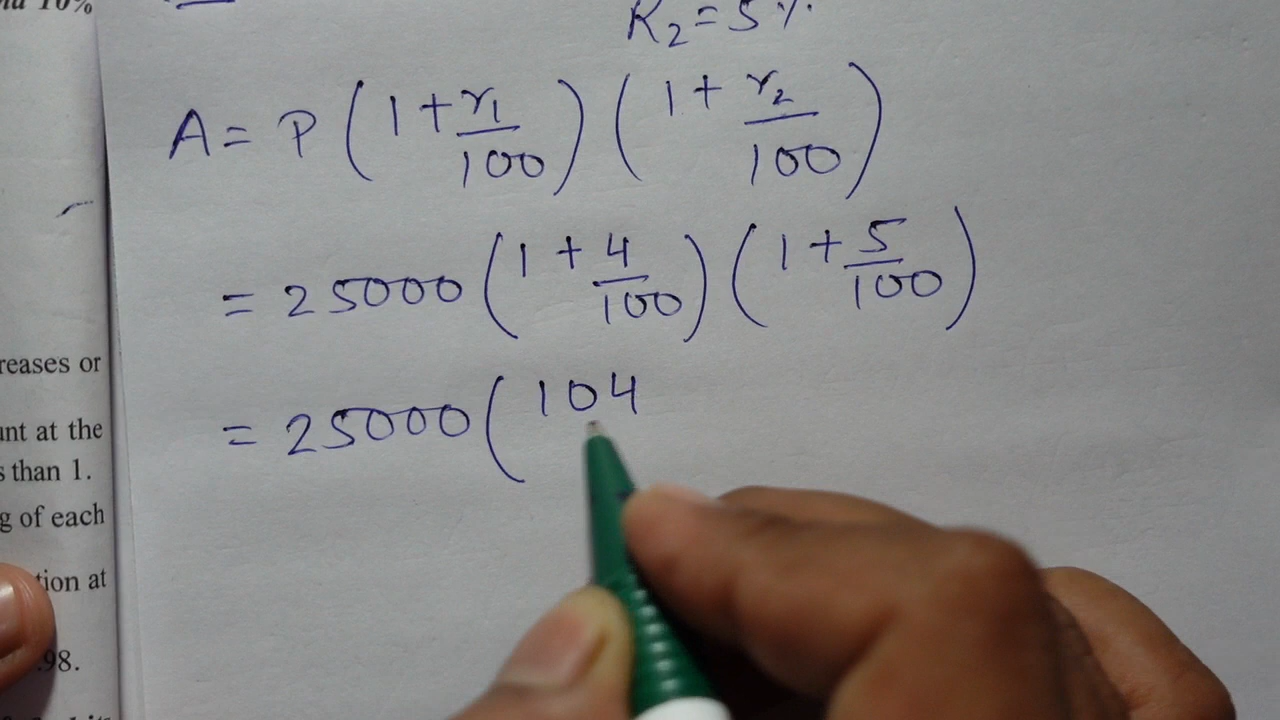 10%
R₂ = 5%
A = P (1 + r₁/100) (1 + r₂/100)
= 25000 (1 + 4/100) (1 + 5/100)
= 25000 ( 104
reases or
at the
than 1.
of each
tion at
98.